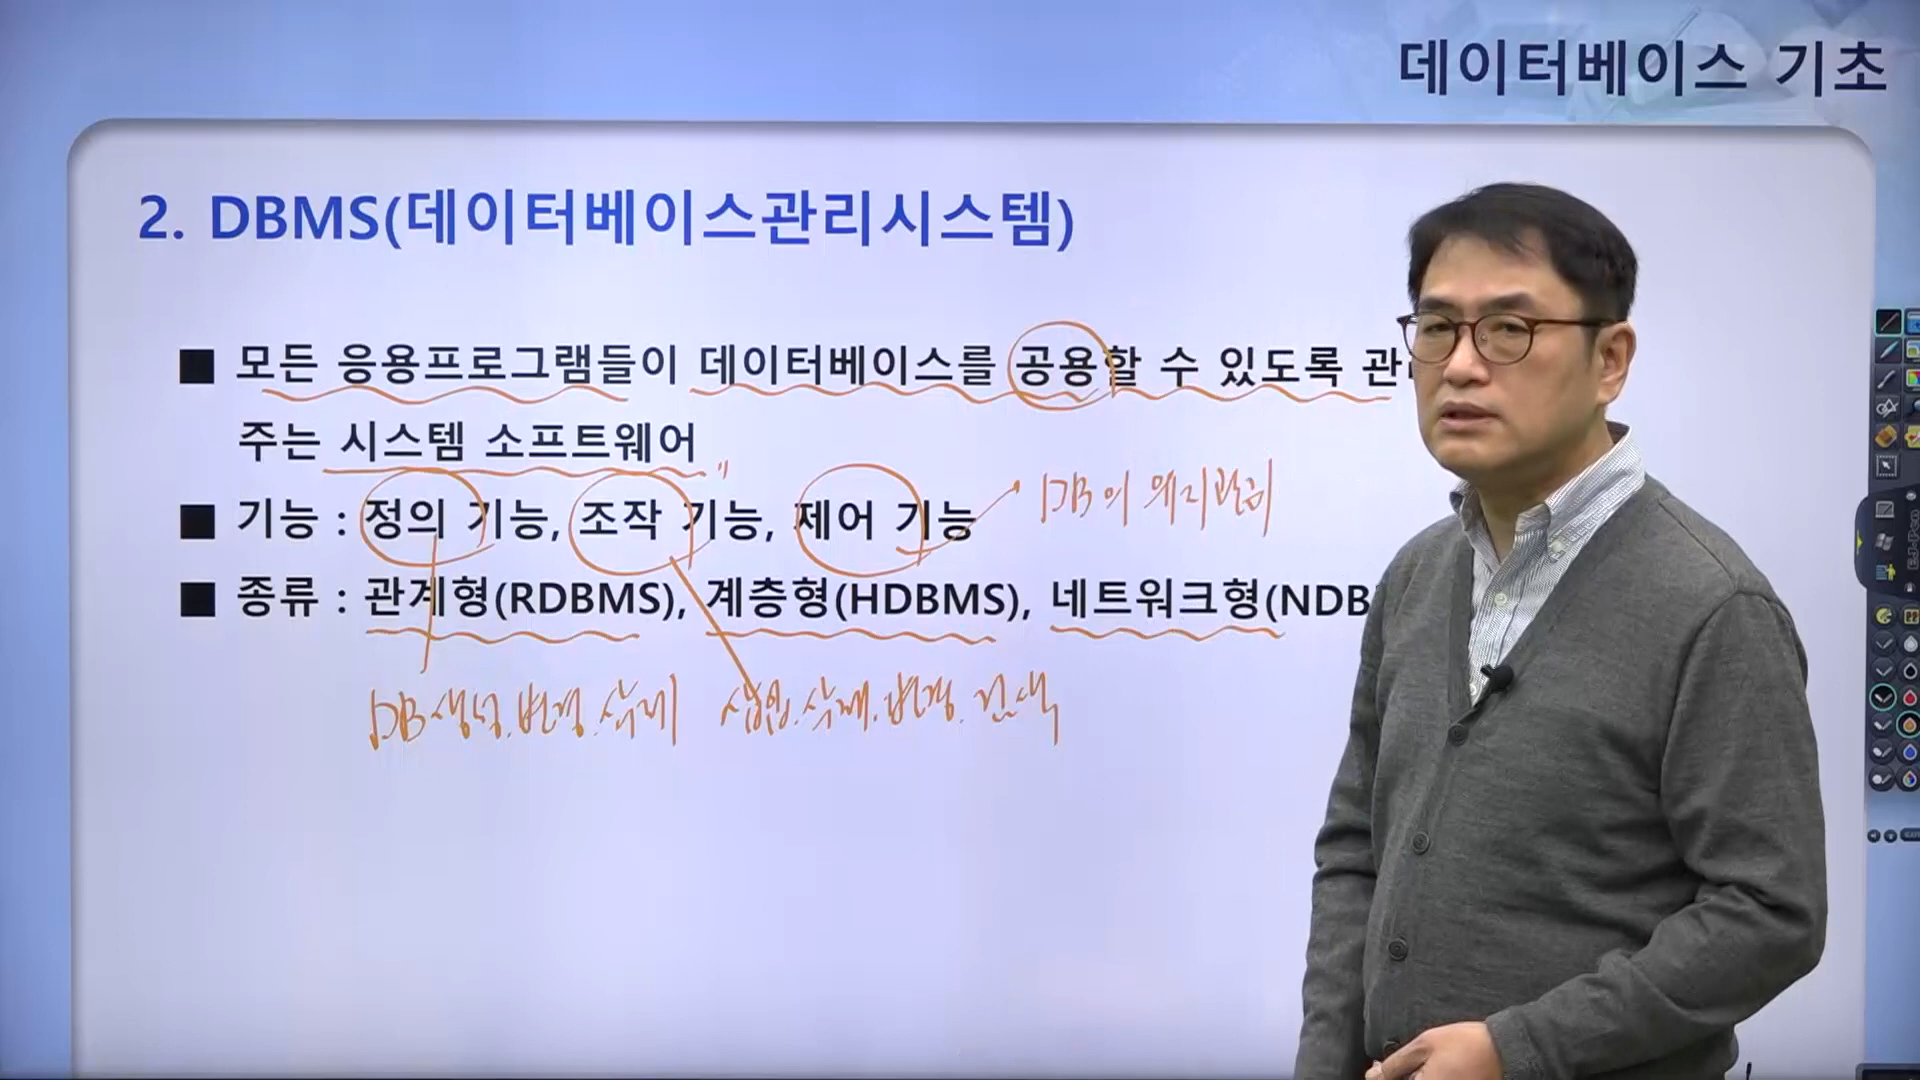 데이터베이스 기초
2. DBMS(데이터베이스관리시스템)
■ 모든 응용프로그램들이 데이터베이스를 공용할 수 있도록 관
주는 시스템 소프트웨어
■ 기능 : 정의 기능, 조작 기능, 제어 기능
DB의 관리
■ 종류 : 관계형(RDBMS), 계층형(HDBMS), 네트워크형(NDB
DB생성.변경.삭제 삽입.삭제.변경.검색